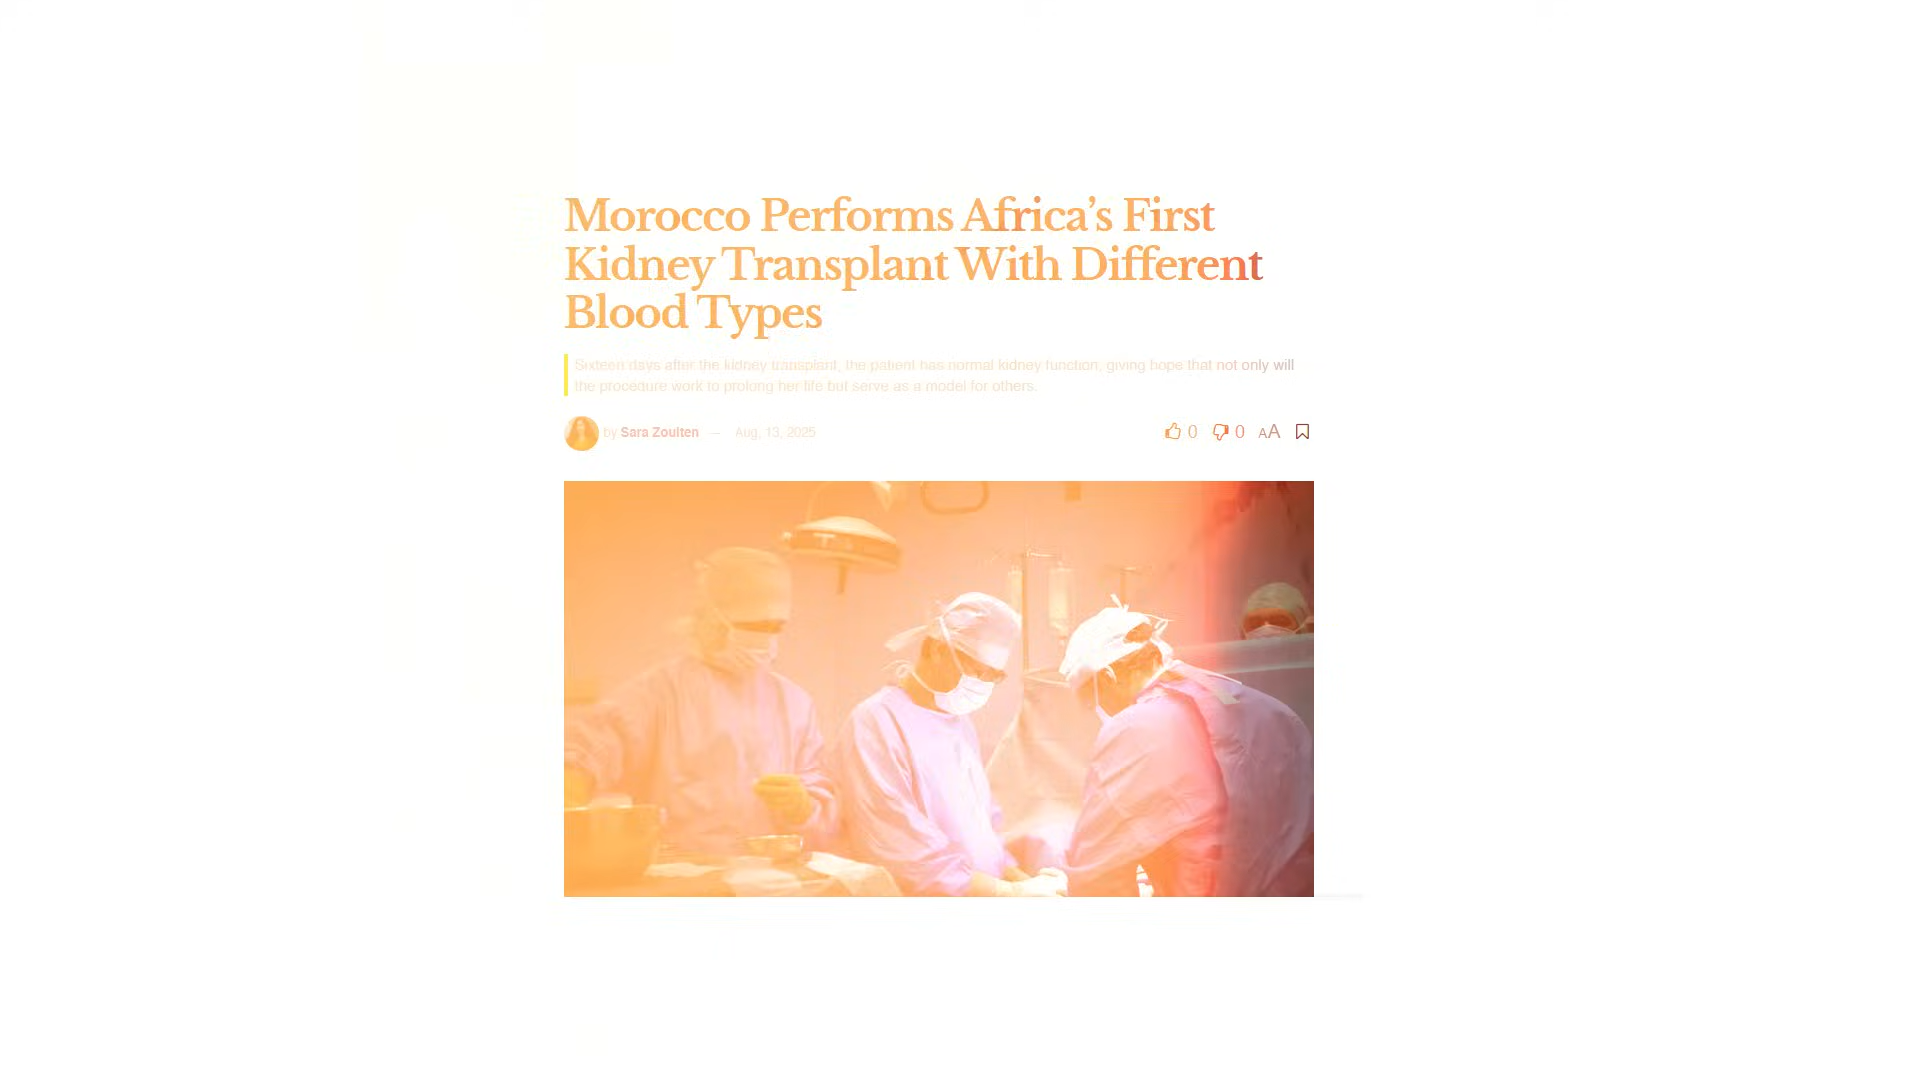 Morocco Performs Africa’s First
Kidney Transplant With Different
Blood Types
Sixteen days after the kidney transplant, the patient has normal kidney function, giving hope that not only will
the procedure work to prolong her life but serve as a model for others.
by Sara Zouiten — Aug, 13, 2025
0 0 AA